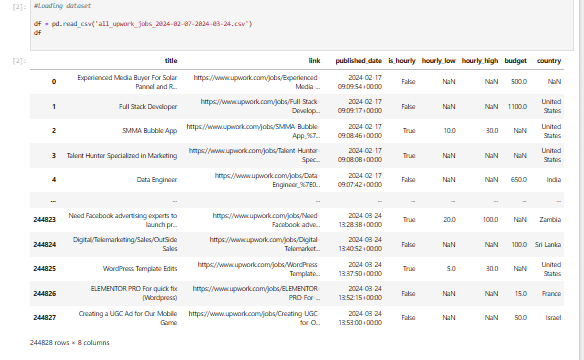 [2]: #Loading dataset
df = pd.read_csv('all_upwork_jobs_2024-02-07-2024-03-24.csv')
df
[2]:
title link published_date is_hourly hourly_low hourly_high budget country
0 Experienced Media Buyer For Solar Pannel and R... https://www.upwork.com/jobs/Experienced-Media-... 2024-02-17 09:09:54+00:00 False NaN NaN 500.0 NaN
1 Full Stack Developer https://www.upwork.com/jobs/Full-Stack-Develop... 2024-02-17 09:09:17+00:00 False NaN NaN 1100.0 United States
2 SMMA Bubble App https://www.upwork.com/jobs/SMMA-Bubble-App_%7... 2024-02-17 09:08:46+00:00 True 10.0 30.0 NaN United States
3 Talent Hunter Specialized in Marketing https://www.upwork.com/jobs/Talent-Hunter-Spec... 2024-02-17 09:08:08+00:00 True NaN NaN NaN United States
4 Data Engineer https://www.upwork.com/jobs/Data-Engineer_%7E0... 2024-02-17 09:07:42+00:00 False NaN NaN 650.0 India
... ... ... ... ... ... ... ... ...
244823 Need Facebook advertising experts to launch pr... https://www.upwork.com/jobs/Need-Facebook-adve... 2024-03-24 13:28:38+00:00 True 20.0 100.0 NaN Zambia
244824 Digital/Telemarketing/Sales/OutSide Sales https://www.upwork.com/jobs/Digital-Telemarket... 2024-03-24 13:40:52+00:00 False NaN NaN 100.0 Sri Lanka
244825 WordPress Template Edits https://www.upwork.com/jobs/WordPress-Template... 2024-03-24 13:37:50+00:00 True 5.0 30.0 NaN United States
244826 ELEMENTOR PRO For quick fix (Wordpress) https://www.upwork.com/jobs/ELEMENTOR-PRO-For-... 2024-03-24 13:52:15+00:00 False NaN NaN 15.0 France
244827 Creating a UGC Ad for Our Mobile Game https://www.upwork.com/jobs/Creating-UGC-for-O... 2024-03-24 13:53:00+00:00 False NaN NaN 50.0 Israel
244828 rows × 8 columns